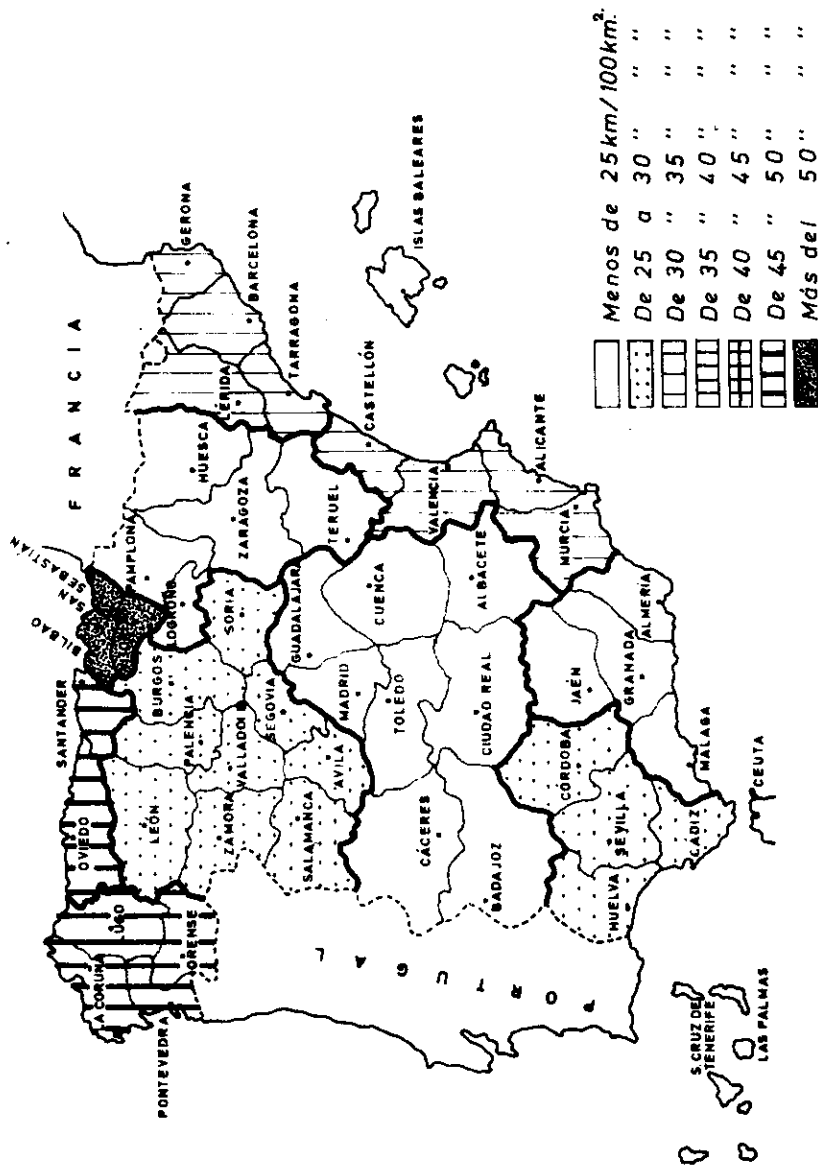 FRANCIA
PORTUGAL
LA CORUÑA
LUGO
PONTEVEDRA
ORENSE
OVIEDO
SANTANDER
BILBAO
SAN SEBASTIÁN
PAMPLONA
LOGROÑO
HUESCA
LÉRIDA
GERONA
BARCELONA
TARRAGONA
LEÓN
PALENCIA
BURGOS
SORIA
ZARAGOZA
TERUEL
ZAMORA
VALLADOLID
SEGOVIA
SALAMANCA
ÁVILA
GUADALAJARA
MADRID
CUENCA
CASTELLÓN
ISLAS BALEARES
CÁCERES
TOLEDO
CIUDAD REAL
ALBACETE
VALENCIA
BADAJOZ
ALICANTE
MURCIA
HUELVA
SEVILLA
CÓRDOBA
JAÉN
GRANADA
ALMERÍA
CÁDIZ
MÁLAGA
CEUTA
S. CRUZ DE TENERIFE
LAS PALMAS
Menos de 25 km/100 km².
De 25 a 30 " " "
De 30 " 35 " " "
De 35 " 40 " " "
De 40 " 45 " " "
De 45 " 50 " " "
Más del 50 " " "